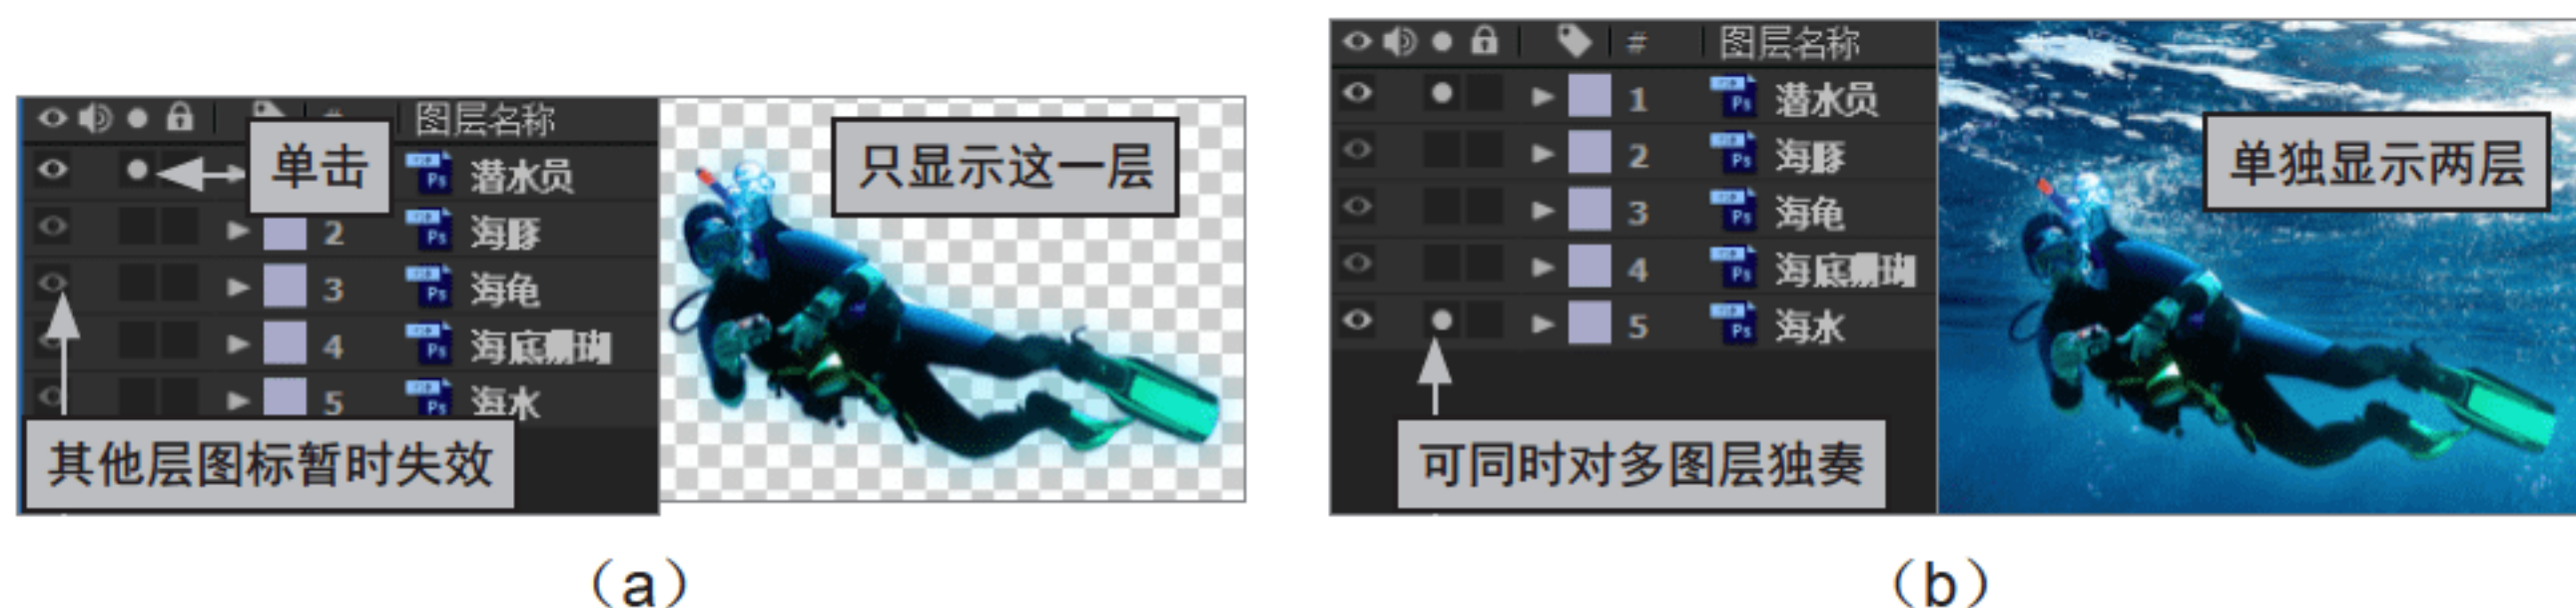 # 图层名称
单击
潜水员
2 海豚
3 海龟
4 海底珊瑚
5 海水
其他层图标暂时失效
只显示这一层
(a)
# 图层名称
1 潜水员
2 海豚
3 海龟
4 海底珊瑚
5 海水
可同时对多图层独奏
单独显示两层
(b)